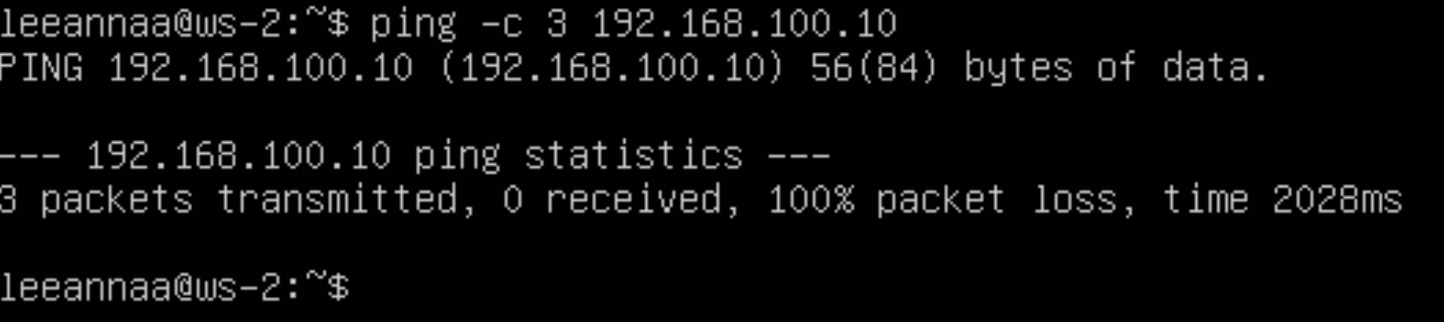 leeannaa@ws-2:~$ ping -c 3 192.168.100.10
PING 192.168.100.10 (192.168.100.10) 56(84) bytes of data.
--- 192.168.100.10 ping statistics ---
3 packets transmitted, 0 received, 100% packet loss, time 2028ms
leeannaa@ws-2:~$